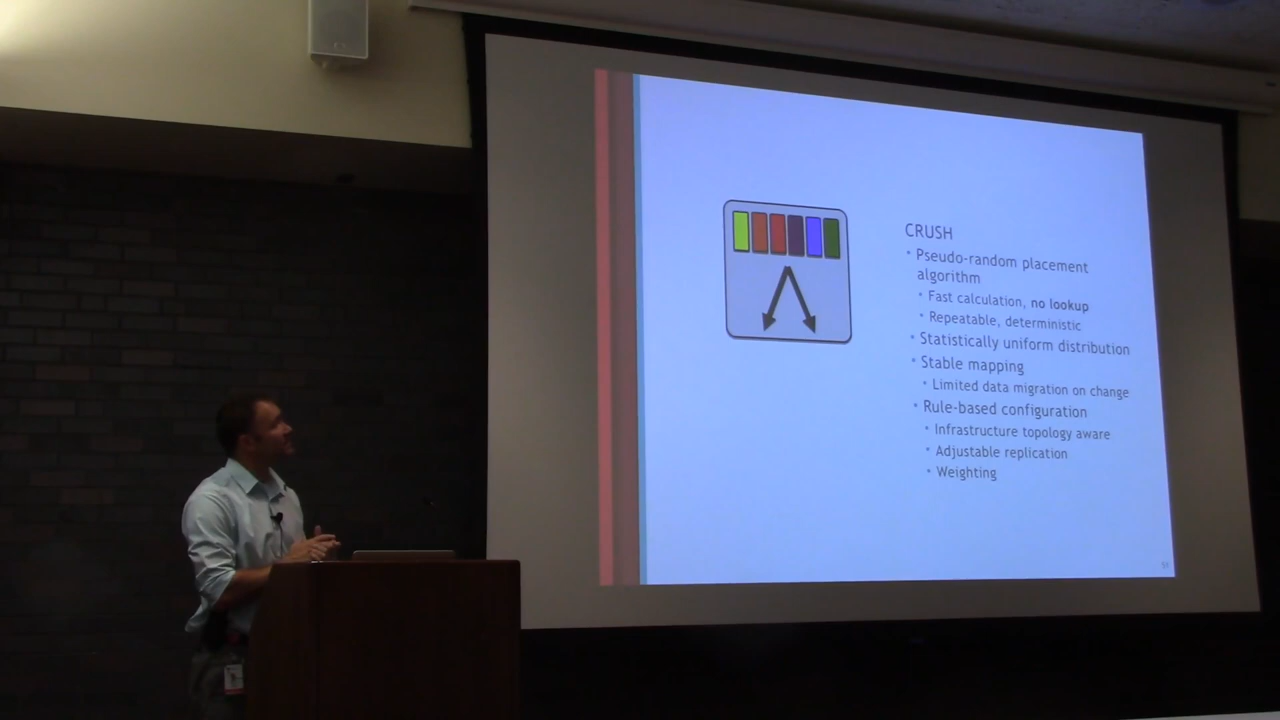 CRUSH
• Pseudo-random placement
algorithm
• Fast calculation, no lookup
• Repeatable, deterministic
• Statistically uniform distribution
• Stable mapping
• Limited data migration on change
• Rule-based configuration
• Infrastructure topology aware
• Adjustable replication
• Weighting